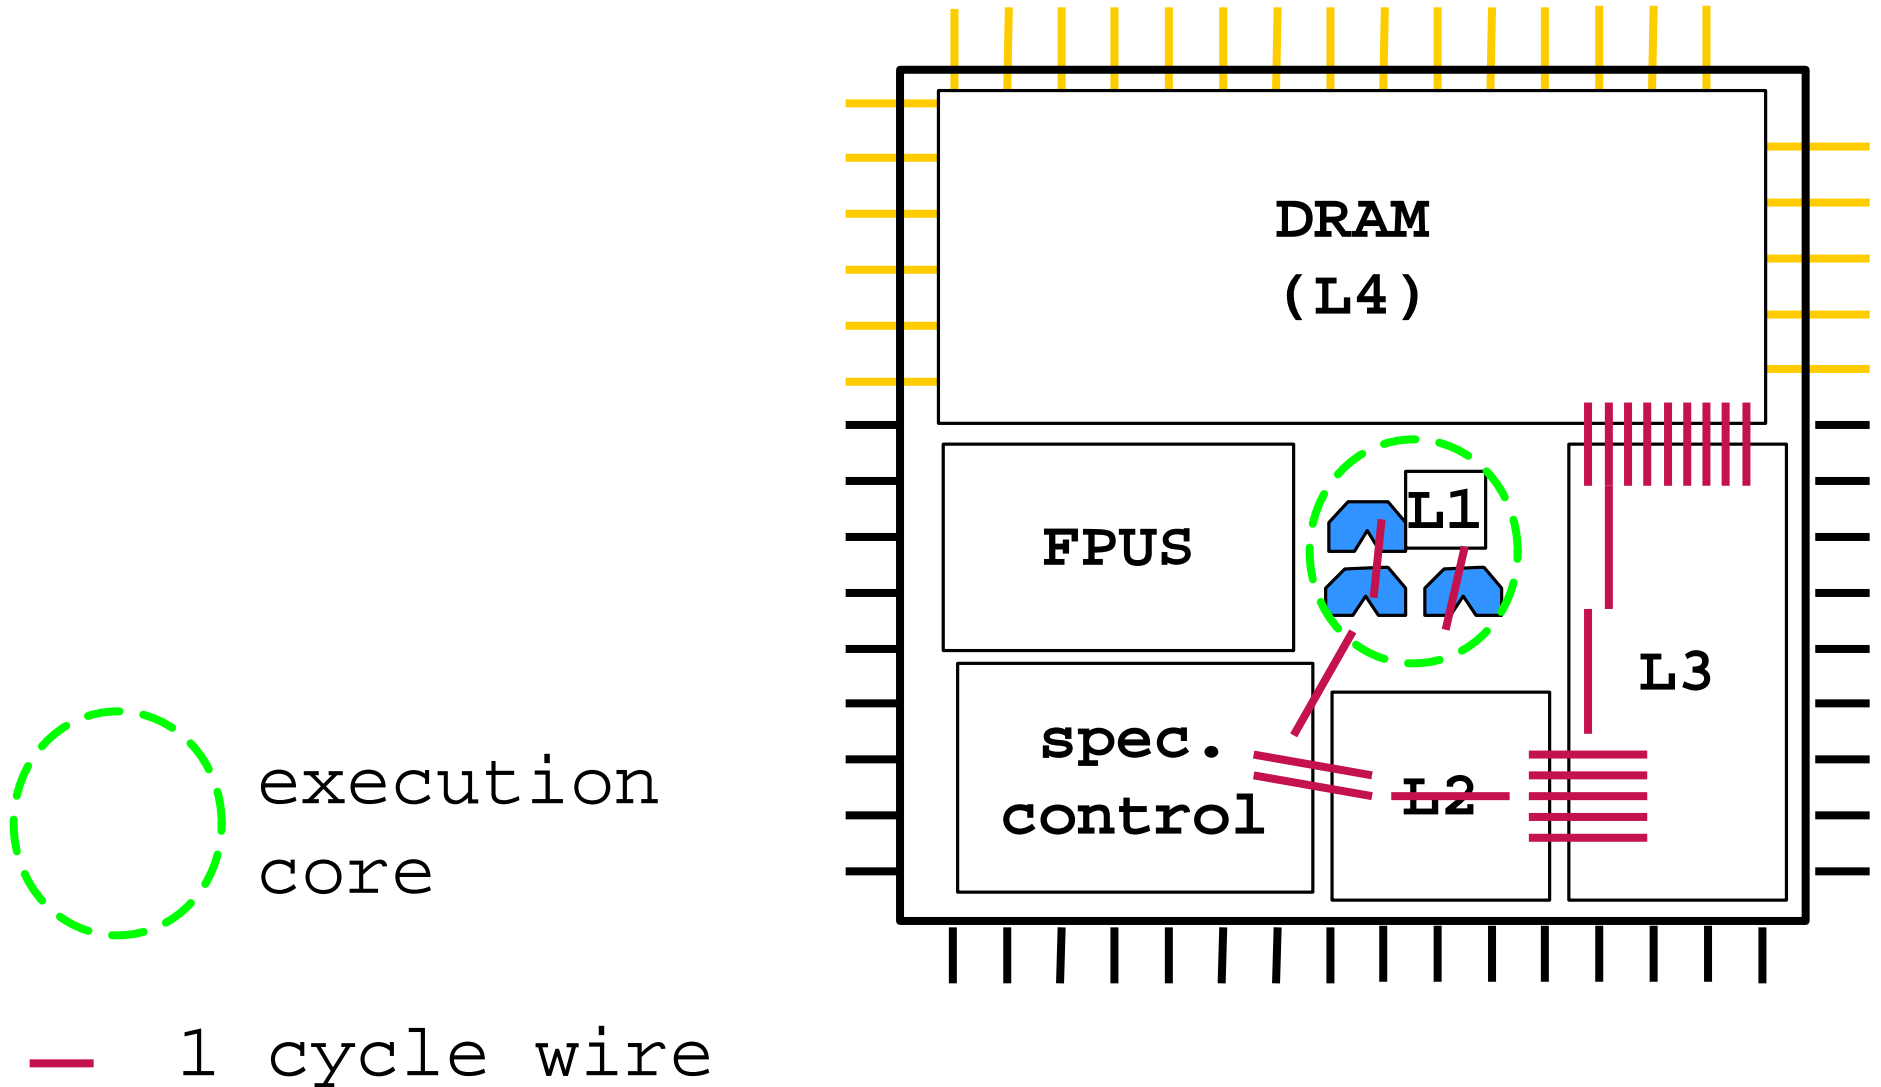 DRAM
(L4)
L1
FPUS
L3
spec.
control
L2
execution
core
1 cycle wire